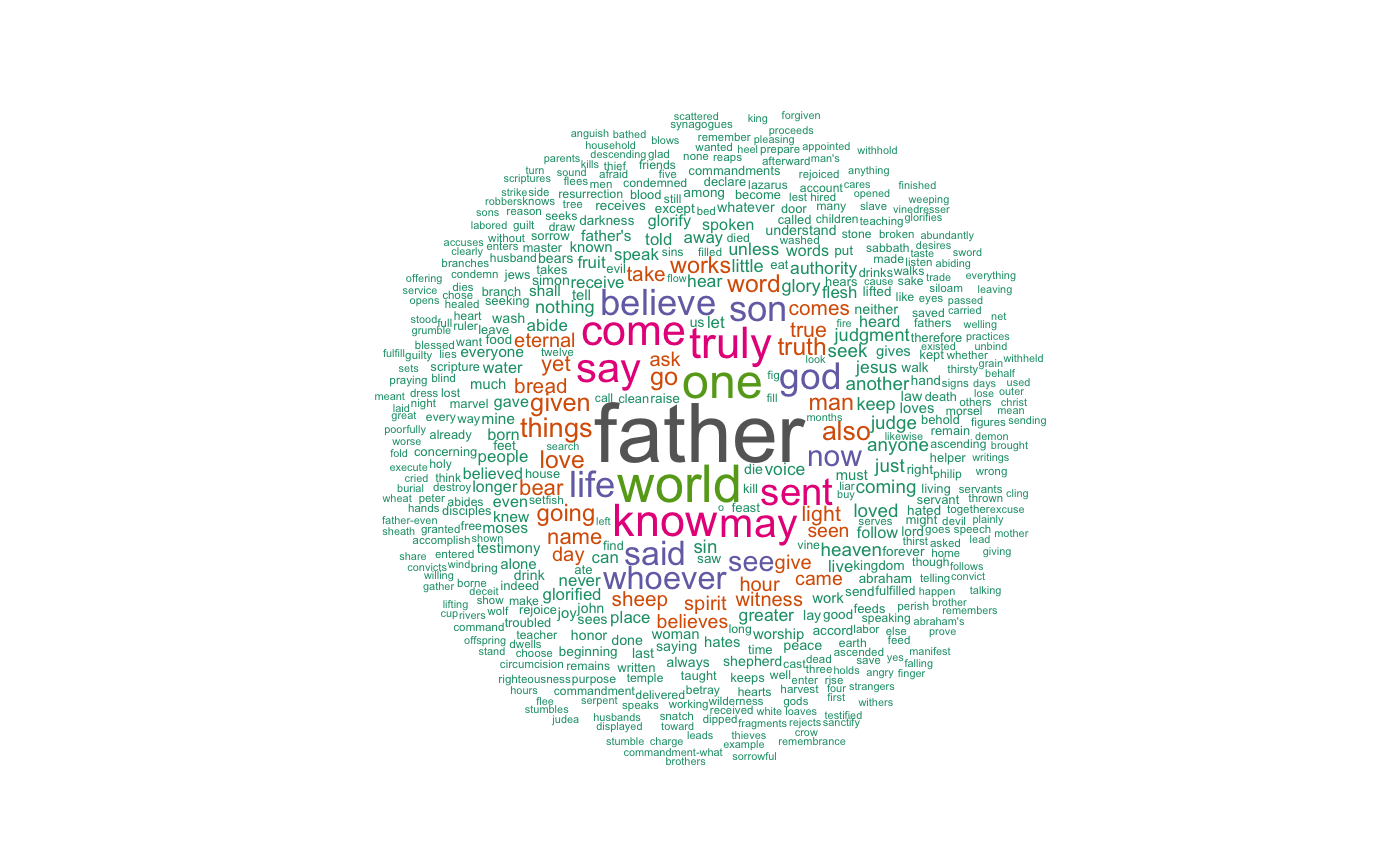 scattered king forgiven
synagogues
proceeds
anguish bathed blows remember pleasing
household wanted heel prepare appointed withhold
parents descending glad none reaps afterward man's
turn kills thief friends commandments rejoiced anything
scriptures sound afraid five
flees men condemned declare lazarus account cares finished
strike side resurrection blood still among become lest hired opened weeping
robbers knows tree receives except bed whatever door many slave vinedresser
sons reason seeks darkness glorify spoken called children teaching glorifies
labored guilt draw father's told away died washed understand stone broken abundantly
accuses without sorrow known speak sins filled unless words put sabbath taste desires
clearly enters master
husband bears fruit evil take works little eat authority made listen abiding sword
branches
offering condemn jews takes simon receive flow hear word glory drinks walks trade everything
service dies branch shall tell hears cause sake siloam leaving
opens chose seeking nothing believe son flesh lifted like eyes passed
healed comes neither saved carried net
stood full heart wash abide come us let true fire heard fathers welling
grumble ruler leave truly
blessed want food eternal truth judgment therefore existed practices unbind
fulfill guilty lies everyone twelve say ask look seek gives kept whether withheld
sets scripture water yet go one fig god jesus walk thirsty grain behalf
praying blind much bread another hand signs days used
meant dress lost gave given call clean raise fill man keep law death lose outer
laid night marvel loves morsel others christ
great every way mine father months judge behold figures mean sending
poorfully already born things also likewise remain demon
worse feet search anyone ascending brought
fold concerning people love now helper writings
execute holy believed house die voice must just right philip wrong
cried think
destroy longer bear life world kill sent liar coming living servants cling
wheat peter abides even setfish buy servant thrown
hands disciples knew going o feast light serves loved hated together excuse
father-even granted free moses left know may might devil plainly
sheath accomplish shown name seen follow lord goes speech mother
share testimony day find said sin vine heaven forever thirst asked lead
convicts entered wind bring alone can saw see give live kingdom home though follows giving
willing drink ate
gather borne indeed never whoever hour came abraham telling convict
deceit send fulfilled happen talking
lifting show make glorified sheep spirit witness work perish brother
cup rivers wolf rejoice joy john place believes greater lay good feeds speaking remembers
command troubled sees long accord labor else abraham's
offspring teacher honor done woman worship feed prove
stand dwells beginning last saying hates time peace earth
choose always shepherd cast dead ascended save yes manifest
circumcision remains written three holds angry falling
righteousness purpose temple taught keeps well enter rise finger
hours commandment delivered betray hearts harvest four strangers
flee serpent speaks working wilderness gods first withers
stumbles received white loaves testified
judea husbands snatch dipped fragments rejects sanctify
displayed toward
leads thieves crow
stumble charge example remembrance
commandment-what sorrowful
brothers